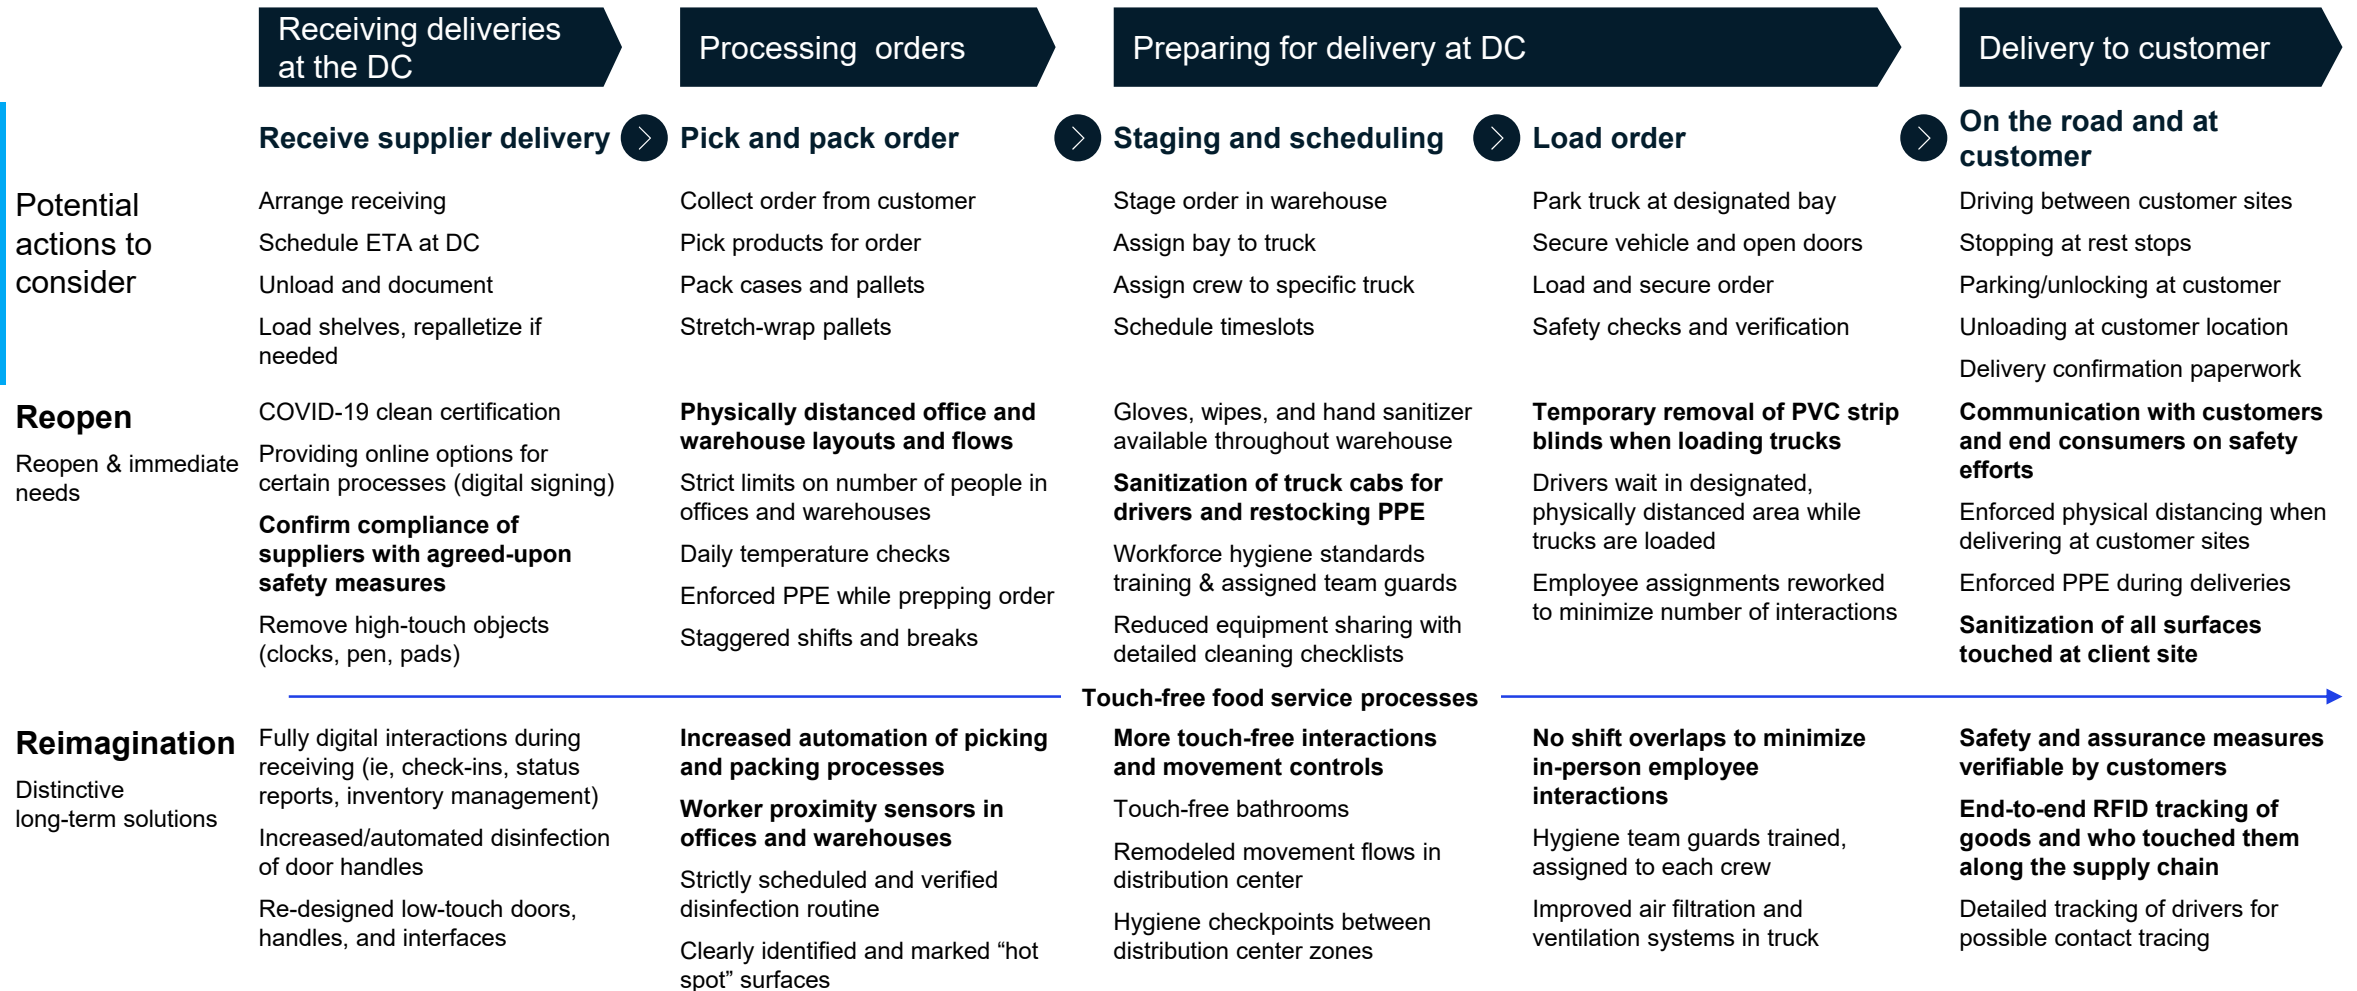 Receiving deliveries
at the DC
Processing orders
Preparing for delivery at DC
Delivery to customer
Receive supplier delivery
Pick and pack order
Staging and scheduling
Load order
On the road and at
customer
Potential
actions to
consider
Arrange receiving
Schedule ETA at DC
Unload and document
Load shelves, repalletize if
needed
Collect order from customer
Pick products for order
Pack cases and pallets
Stretch-wrap pallets
Stage order in warehouse
Assign bay to truck
Assign crew to specific truck
Schedule timeslots
Park truck at designated bay
Secure vehicle and open doors
Load and secure order
Safety checks and verification
Driving between customer sites
Stopping at rest stops
Parking/unlocking at customer
Unloading at customer location
Delivery confirmation paperwork
Reopen
Reopen & immediate
needs
COVID-19 clean certification
Providing online options for
certain processes (digital signing)
Confirm compliance of
suppliers with agreed-upon
safety measures
Remove high-touch objects
(clocks, pen, pads)
Physically distanced office and
warehouse layouts and flows
Strict limits on number of people in
offices and warehouses
Daily temperature checks
Enforced PPE while prepping order
Staggered shifts and breaks
Gloves, wipes, and hand sanitizer
available throughout warehouse
Sanitization of truck cabs for
drivers and restocking PPE
Workforce hygiene standards
training & assigned team guards
Reduced equipment sharing with
detailed cleaning checklists
Temporary removal of PVC strip
blinds when loading trucks
Drivers wait in designated,
physically distanced area while
trucks are loaded
Employee assignments reworked
to minimize number of interactions
Communication with customers
and end consumers on safety
efforts
Enforced physical distancing when
delivering at customer sites
Enforced PPE during deliveries
Sanitization of all surfaces
touched at client site
Touch-free food service processes
Reimagination
Distinctive
long-term solutions
Fully digital interactions during
receiving (ie, check-ins, status
reports, inventory management)
Increased/automated disinfection
of door handles
Re-designed low-touch doors,
handles, and interfaces
Increased automation of picking
and packing processes
Worker proximity sensors in
offices and warehouses
Strictly scheduled and verified
disinfection routine
Clearly identified and marked “hot
spot” surfaces
More touch-free interactions
and movement controls
Touch-free bathrooms
Remodeled movement flows in
distribution center
Hygiene checkpoints between
distribution center zones
No shift overlaps to minimize
in-person employee
interactions
Hygiene team guards trained,
assigned to each crew
Improved air filtration and
ventilation systems in truck
Safety and assurance measures
verifiable by customers
End-to-end RFID tracking of
goods and who touched them
along the supply chain
Detailed tracking of drivers for
possible contact tracing